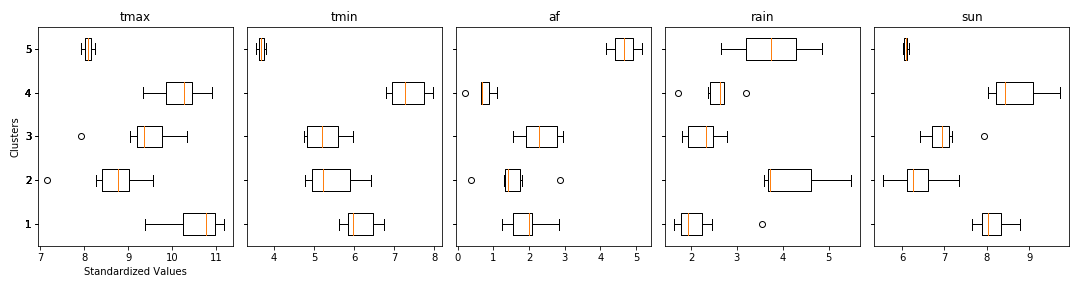 tmax
tmin
af
rain
sun
Clusters
5
4
3
2
1
7 8 9 10 11
4 5 6 7 8
0 1 2 3 4 5
2 3 4 5
6 7 8 9
Standardized Values